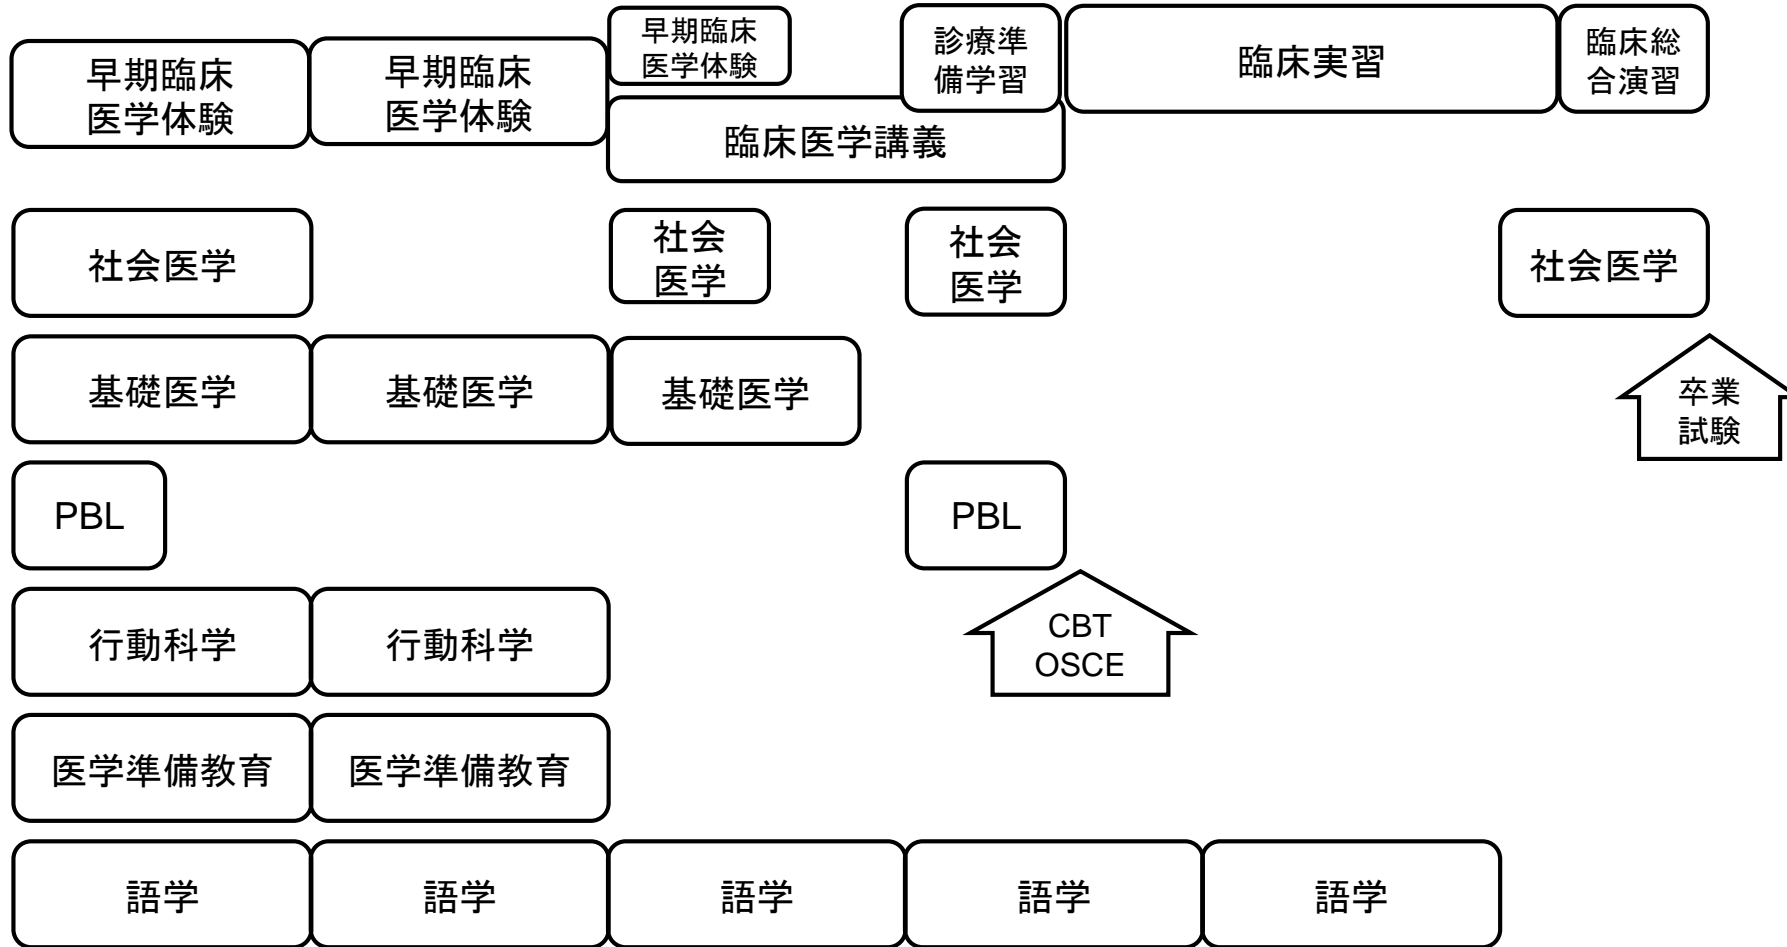 早期臨床
医学体験
早期臨床
医学体験
早期臨床
医学体験
診療準
備学習
臨床実習
臨床総
合演習
臨床医学講義
社会医学
社会
医学
社会
医学
社会医学
基礎医学
基礎医学
基礎医学
卒業
試験
PBL
PBL
行動科学
行動科学
CBT
OSCE
医学準備教育
医学準備教育
語学
語学
語学
語学
語学